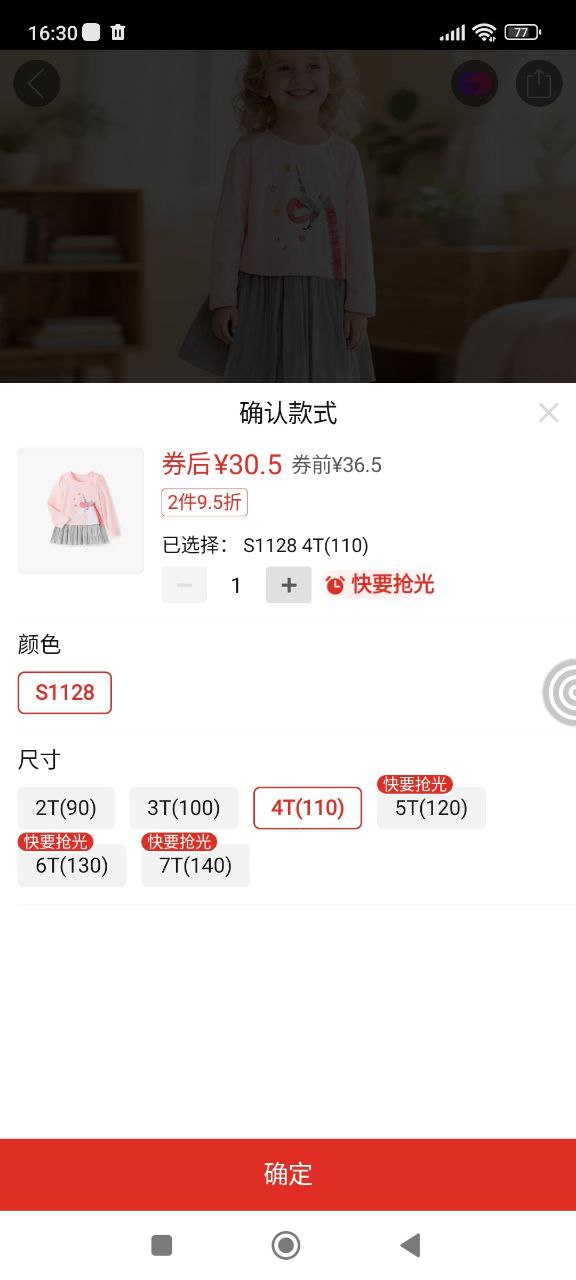 16:30
77
确认款式
券后¥30.5 券前¥36.5
2件9.5折
已选择： S1128 4T(110)
1 快要抢光
颜色
S1128
尺寸
快要抢光
2T(90) 3T(100) 4T(110) 5T(120)
快要抢光 快要抢光
6T(130) 7T(140)
确定